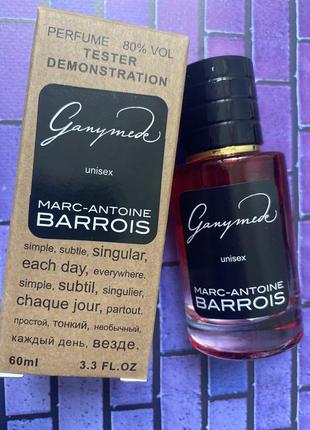 PERFUME 80% VOL
TESTER
DEMONSTRATION
Ganymede
unisex
MARC-ANTOINE
BARROIS
simple, subtle, singular,
each day, everywhere.
simple, subtil, singulier,
chaque jour, partout.
простой, тонкий, необычный,
каждый день, везде.
60ml 3.3 FL.OZ
Ganymede
unisex
MARC-ANTOINE
BARROIS